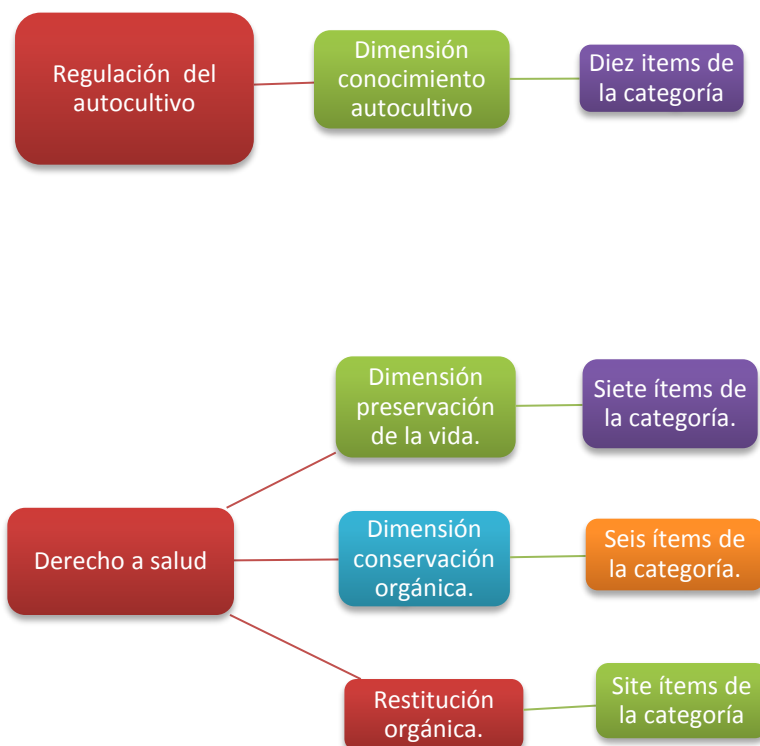 Regulación del
autocultivo
Dimensión
conocimiento
autocultivo
Diez items de
la categoría
Derecho a salud
Dimensión
preservación
de la vida.
Siete ítems de
la categoría.
Dimensión
conservación
orgánica.
Seis ítems de
la categoría.
Restitución
orgánica.
Site ítems de
la categoría